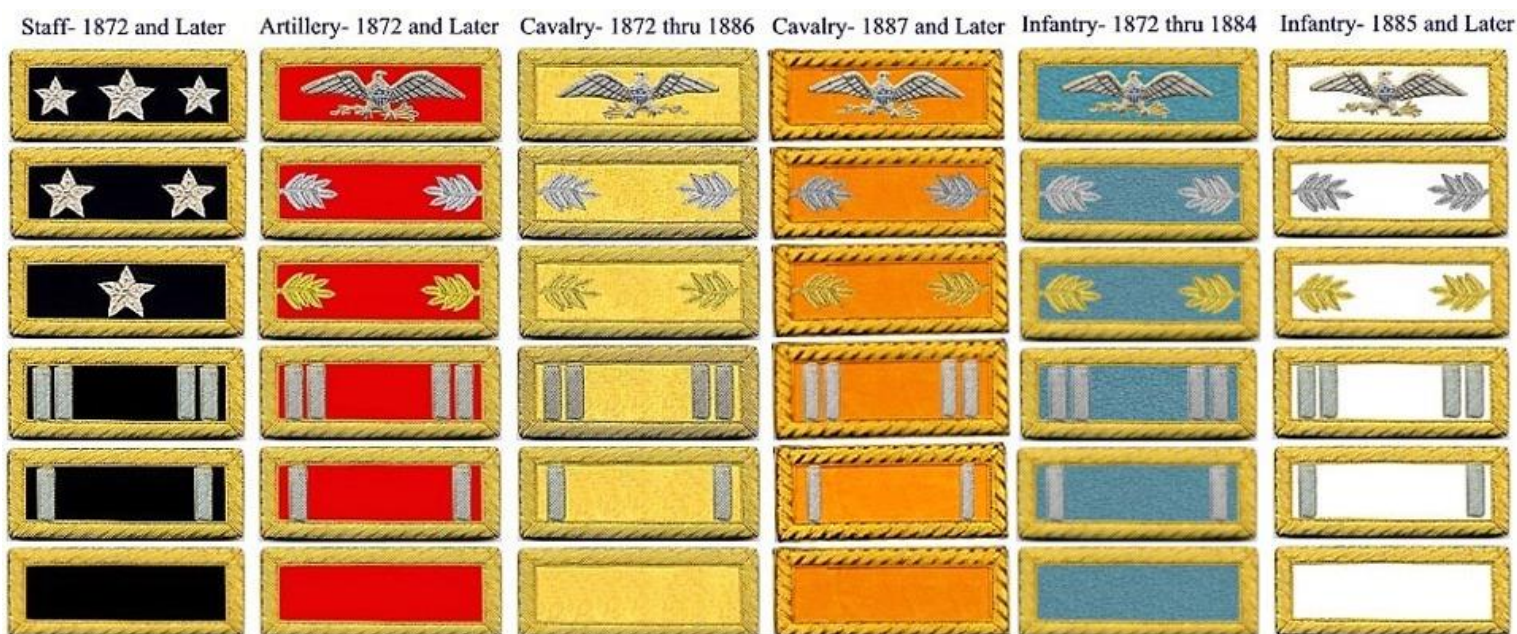 Staff- 1872 and Later
Artillery- 1872 and Later
Cavalry- 1872 thru 1886
Cavalry- 1887 and Later
Infantry- 1872 thru 1884
Infantry- 1885 and Later